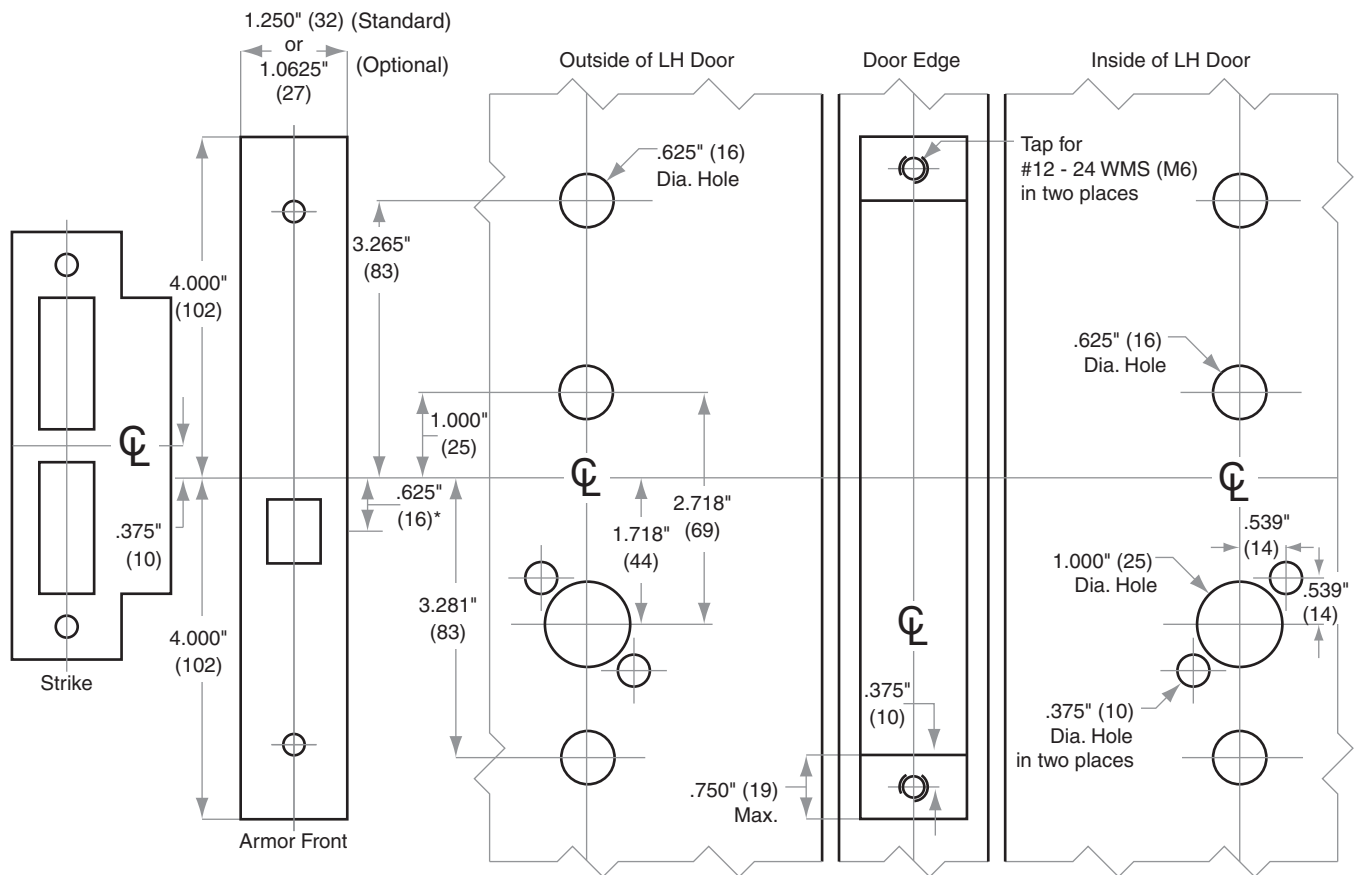 1.250" (32) (Standard)
or
1.0625" (Optional)
(27)
Outside of LH Door
Door Edge
Inside of LH Door
.625" (16)
Dia. Hole
Tap for
#12 - 24 WMS (M6)
in two places
3.265"
(83)
4.000"
(102)
.625" (16)
Dia. Hole
1.000"
(25)
CL
CL
CL
.625"
(16)*
2.718"
(69)
.375"
(10)
1.718"
(44)
.539"
(14)
1.000" (25)
Dia. Hole
.539"
(14)
3.281"
(83)
CL
4.000"
(102)
Strike
.375"
(10)
.375" (10)
Dia. Hole
in two places
.750" (19)
Max.
Armor Front